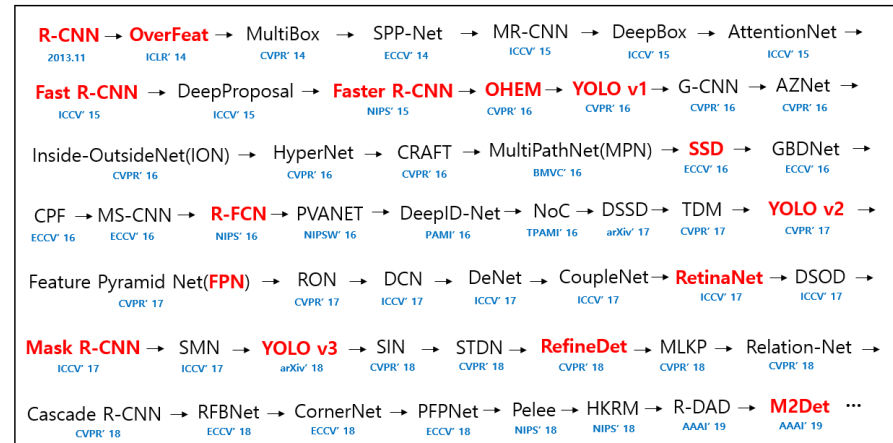 R-CNN → OverFeat → MultiBox → SPP-Net → MR-CNN → DeepBox → AttentionNet →
2013.11 ICLR' 14 CVPR' 14 ECCV' 14 ICCV' 15 ICCV' 15 ICCV' 15
Fast R-CNN → DeepProposal → Faster R-CNN → OHEM → YOLO v1 → G-CNN → AZNet →
ICCV' 15 ICCV' 15 NIPS' 15 CVPR' 16 CVPR' 16 CVPR' 16 CVPR' 16
Inside-OutsideNet(ION) → HyperNet → CRAFT → MultiPathNet(MPN) → SSD → GBDNet →
CVPR' 16 CVPR' 16 CVPR' 16 BMVC' 16 ECCV' 16 ECCV' 16
CPF → MS-CNN → R-FCN → PVANET → DeepID-Net → NoC → DSSD → TDM → YOLO v2 →
ECCV' 16 ECCV' 16 NIPS' 16 NIPSW' 16 PAMI' 16 TPAMI' 16 arXiv' 17 CVPR' 17 CVPR' 17
Feature Pyramid Net(FPN) → RON → DCN → DeNet → CoupleNet → RetinaNet → DSOD →
CVPR' 17 CVPR' 17 ICCV' 17 ICCV' 17 ICCV' 17 ICCV' 17 ICCV' 17
Mask R-CNN → SMN → YOLO v3 → SIN → STDN → RefineDet → MLKP → Relation-Net →
ICCV' 17 ICCV' 17 arXiv' 18 CVPR' 18 CVPR' 18 CVPR' 18 CVPR' 18 CVPR' 18
Cascade R-CNN → RFBNet → CornerNet → PFPNet → Pelee → HKRM → R-DAD → M2Det ···
CVPR' 18 ECCV' 18 ECCV' 18 ECCV' 18 NIPS' 18 NIPS' 18 AAAI' 19 AAAI' 19